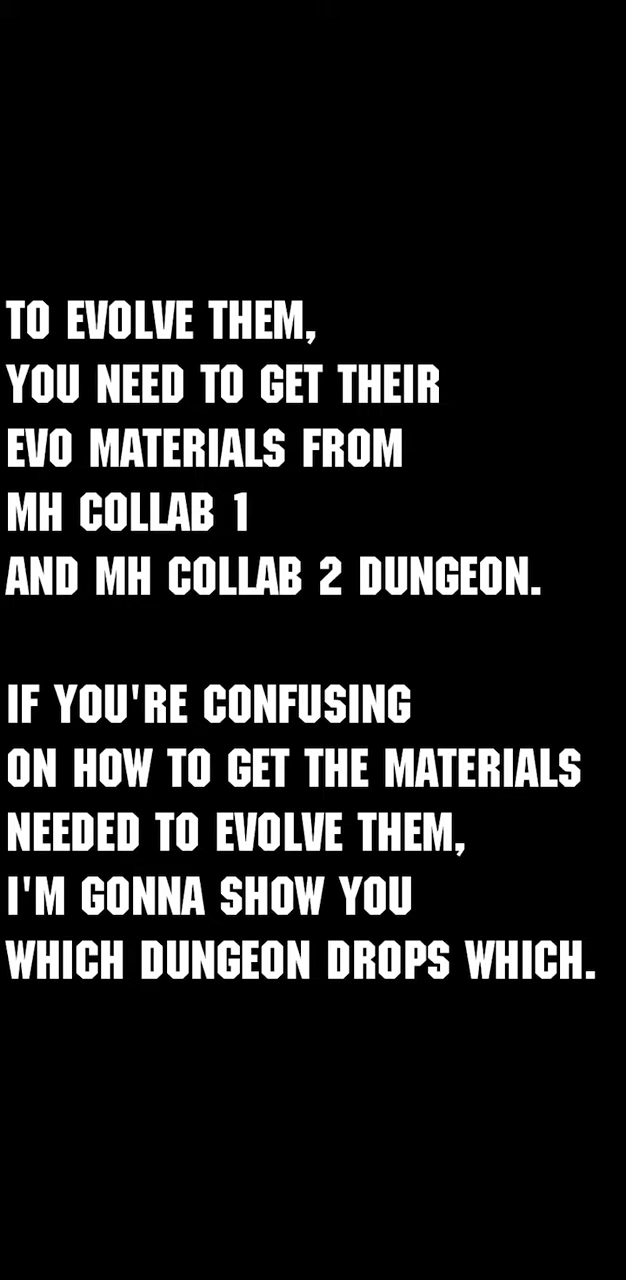 TO EVOLVE THEM,
YOU NEED TO GET THEIR
EVO MATERIALS FROM
MH COLLAB 1
AND MH COLLAB 2 DUNGEON.
IF YOU'RE CONFUSING
ON HOW TO GET THE MATERIALS
NEEDED TO EVOLVE THEM,
I'M GONNA SHOW YOU
WHICH DUNGEON DROPS WHICH.